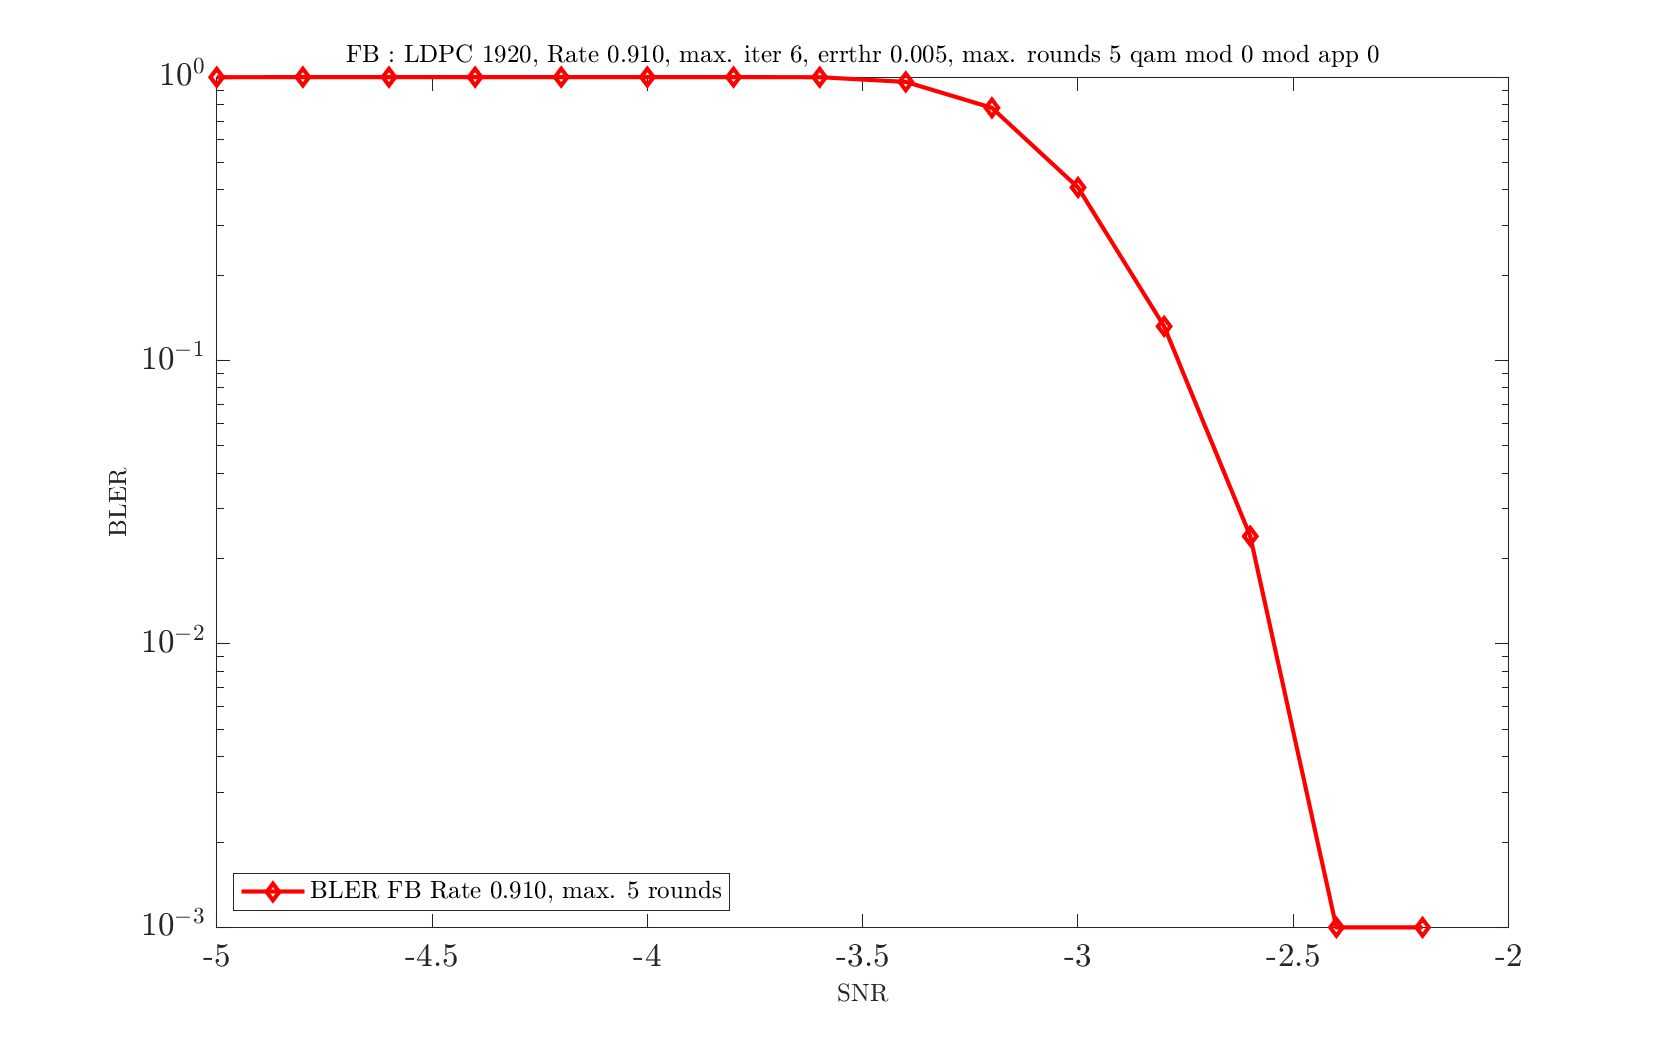 FB : LDPC 1920, Rate 0.910, max. iter 6, errthr 0.005, max. rounds 5 qam mod 0 mod app 0
10^0
10^{-1}
BLER
10^{-2}
BLER FB Rate 0.910, max. 5 rounds
10^{-3}
-5 -4.5 -4 -3.5 -3 -2.5 -2
SNR